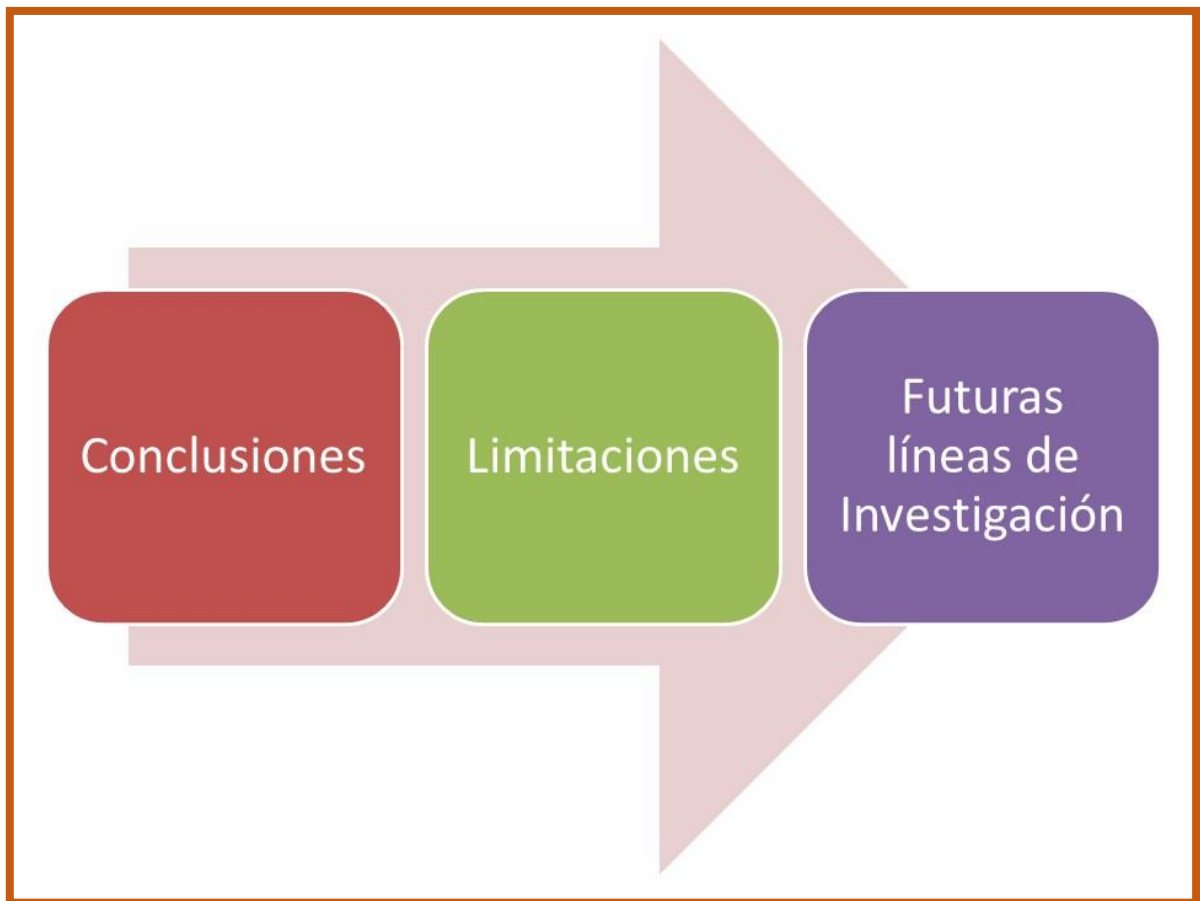 Conclusiones
Limitaciones
Futuras
líneas de
Investigación